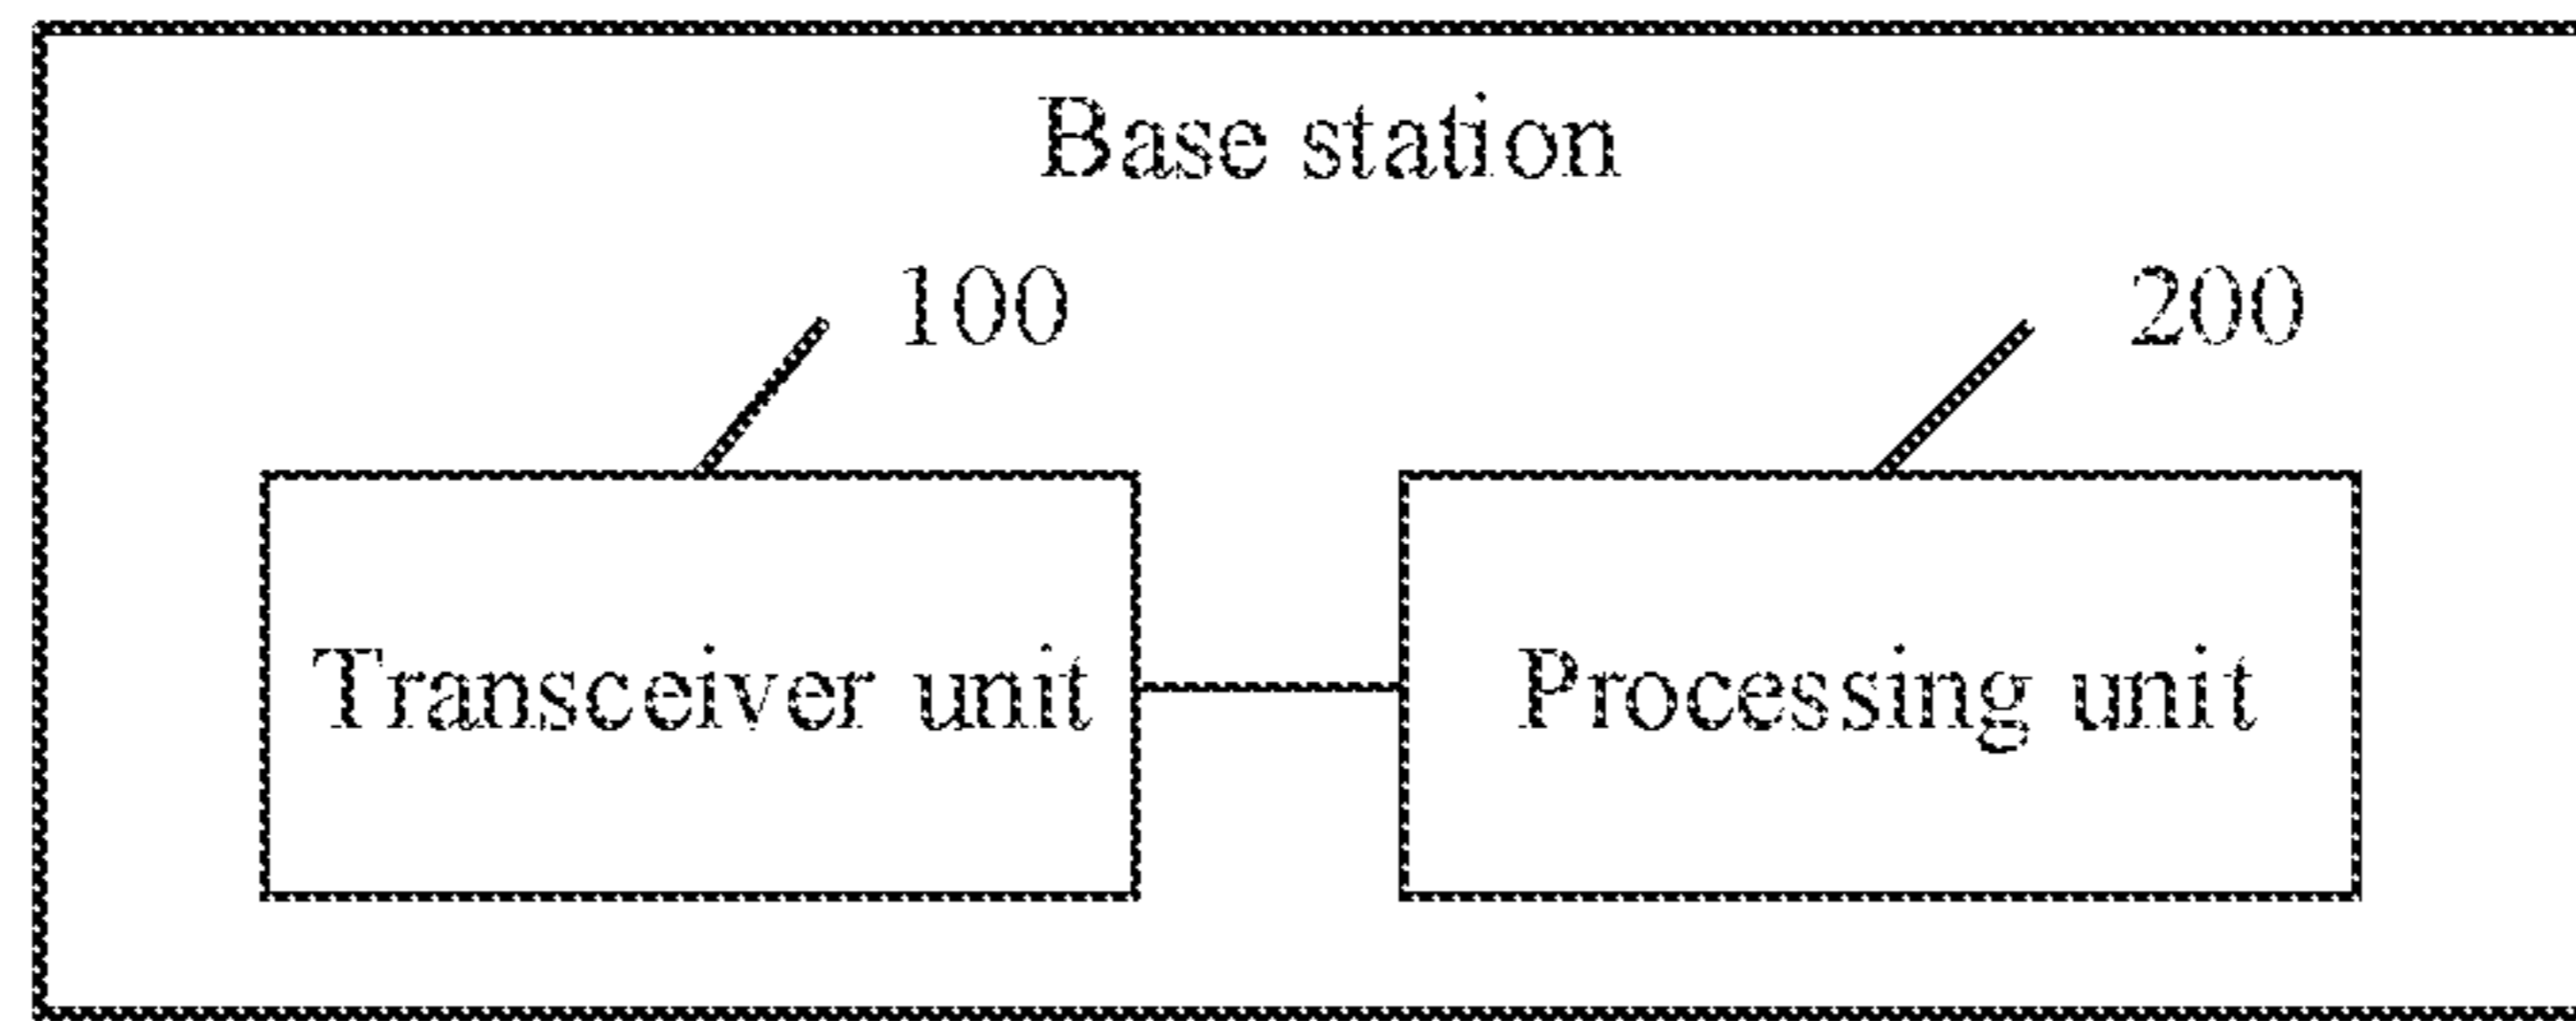 Base station
100
200
Transceiver unit
Processing unit